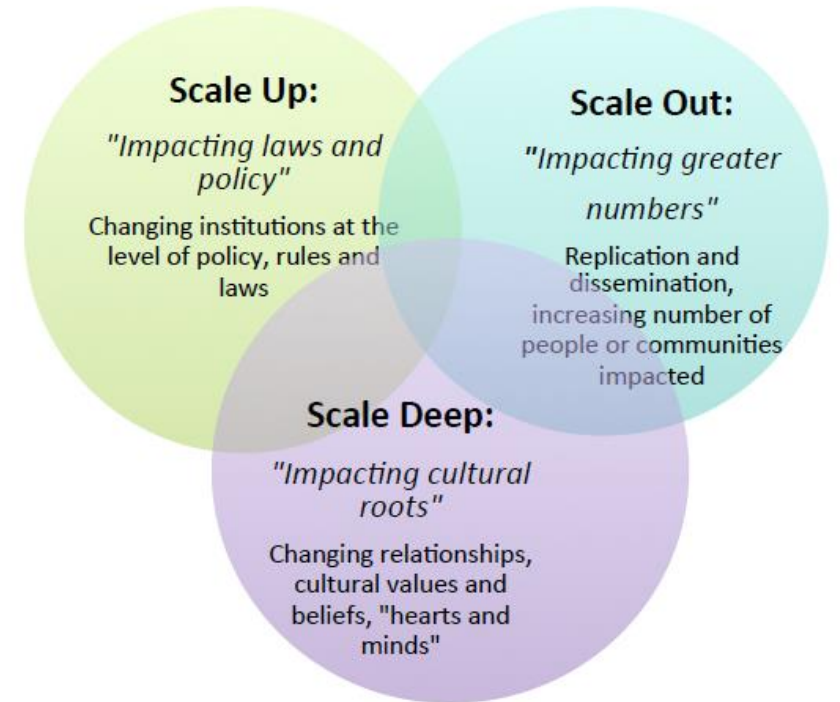 Scale Up:
"Impacting laws and
policy"
Changing institutions at the
level of policy, rules and
laws
Scale Out:
"Impacting greater
numbers"
Replication and
dissemination,
increasing number of
people or communities
impacted
Scale Deep:
"Impacting cultural
roots"
Changing relationships,
cultural values and
beliefs, "hearts and
minds"